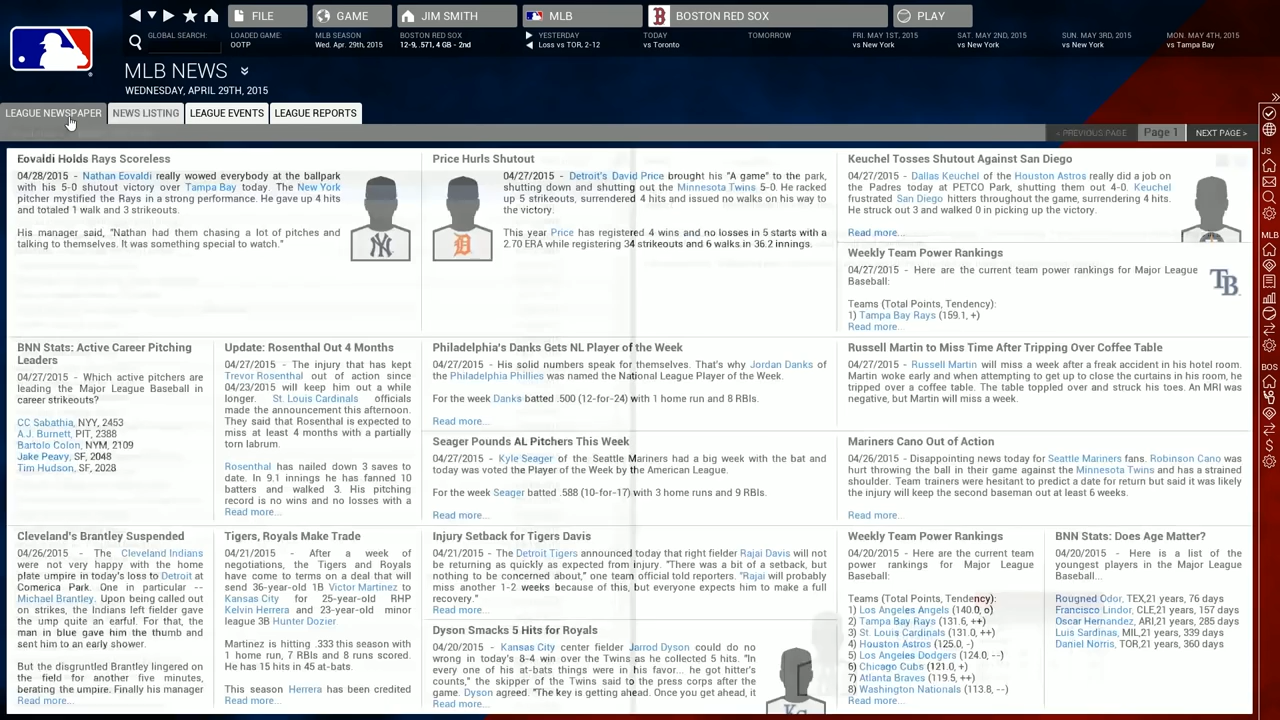 FILE
GAME
JIM SMITH
MLB
BOSTON RED SOX
PLAY
GLOBAL SEARCH:
LOADED GAME:
OOTP
MLB SEASON
Wed. Apr. 29th, 2015
BOSTON RED SOX
12-9, .571, 4 GB - 2nd
YESTERDAY
Loss vs TOR, 2-12
TODAY
vs Toronto
TOMORROW
FRI. MAY 1ST, 2015
vs New York
SAT. MAY 2ND, 2015
vs New York
SUN. MAY 3RD, 2015
vs New York
MON. MAY 4TH, 2015
vs Tampa Bay
MLB NEWS
WEDNESDAY, APRIL 29TH, 2015
LEAGUE NEWSPAPER
NEWS LISTING
LEAGUE EVENTS
LEAGUE REPORTS
« PREVIOUS PAGE
Page 1
NEXT PAGE »
JS
MLB
BOS
Eovaldi Holds Rays Scoreless
04/28/2015 - Nathan Eovaldi really wowed everybody at the ballpark
with his 5-0 shutout victory over Tampa Bay today. The New York
pitcher mystified the Rays in a strong performance. He gave up 4 hits
and totaled 1 walk and 3 strikeouts.
His manager said, "Nathan had them chasing a lot of pitches and
talking to themselves. It was something special to watch."
Price Hurls Shutout
04/27/2015 - Detroit's David Price brought his "A game" to the park,
shutting down and shutting out the Minnesota Twins 5-0. He racked
up 5 strikeouts, surrendered 4 hits and issued no walks on his way to
the victory.
This year Price has registered 4 wins and no losses in 5 starts with a
2.70 ERA while registering 34 strikeouts and 6 walks in 36.2 innings.
Keuchel Tosses Shutout Against San Diego
04/27/2015 - Dallas Keuchel of the Houston Astros really did a job on
the Padres today at PETCO Park, shutting them out 4-0. Keuchel
frustrated San Diego hitters throughout the game, surrendering 4 hits.
He struck out 3 and walked 0 in picking up the victory.
Read more...
Weekly Team Power Rankings
04/27/2015 - Here are the current team power rankings for Major League
Baseball:
Teams (Total Points, Tendency):
1) Tampa Bay Rays (159.1, +)
Read more...
BNN Stats: Active Career Pitching
Leaders
04/27/2015 - Which active pitchers are
leading the Major League Baseball in
career strikeouts?
CC Sabathia, NYY, 2453
A.J. Burnett, PIT, 2388
Bartolo Colon, NYM, 2109
Jake Peavy, SF, 2048
Tim Hudson, SF, 2028
Update: Rosenthal Out 4 Months
04/27/2015 - The injury that has kept
Trevor Rosenthal out of action since
04/23/2015 will keep him out a while
longer. St. Louis Cardinals officials
made the announcement this afternoon.
They said that Rosenthal is expected to
miss at least 4 months with a partially
torn labrum.
Rosenthal has nailed down 3 saves to
date. In 9.1 innings he has fanned 10
batters and walked 3. His pitching
record is no wins and no losses with a
Read more...
Philadelphia's Danks Gets NL Player of the Week
04/27/2015 - His solid numbers speak for themselves. That's why Jordan Danks of
the Philadelphia Phillies was named the National League Player of the Week.
For the week Danks batted .500 (12-for-24) with 1 home run and 8 RBIs.
Read more...
Seager Pounds AL Pitchers This Week
04/27/2015 - Kyle Seager of the Seattle Mariners had a big week with the bat and
today was voted the Player of the Week by the American League.
For the week Seager batted .588 (10-for-17) with 3 home runs and 9 RBIs.
Read more...
Russell Martin to Miss Time After Tripping Over Coffee Table
04/27/2015 - Russell Martin will miss a week after a freak accident in his hotel room.
Martin woke early and when attempting to get up to close the curtains in his room, he
tripped over a coffee table. The table toppled over and struck his toes. An MRI was
negative, but Martin will miss a week.
Mariners Cano Out of Action
04/26/2015 - Disappointing news today for Seattle Mariners fans. Robinson Cano was
hurt throwing the ball in their game against the Minnesota Twins and has a strained
shoulder. Team trainers were hesitant to predict a date for return but said it was likely
the injury will keep the second baseman out at least 6 weeks.
Read more...
Cleveland's Brantley Suspended
04/26/2015 - The Cleveland Indians
were not very happy with the home
plate umpire in today's loss to Detroit at
Comerica Park. One in particular --
Michael Brantley. Upon being called out
on strikes, the Indians left fielder gave
the ump quite an earful. For that, the
man in blue gave him the thumb and
sent him to an early shower.
But the disgruntled Brantley lingered on
the field for another five minutes,
berating the umpire. Finally his manager
Read more...
Tigers, Royals Make Trade
04/21/2015 - After a week of
negotiations, the Tigers and Royals
have come to terms on a deal that will
send 36-year-old 1B Victor Martinez to
Kansas City for 25-year-old RHP
Kelvin Herrera and 23-year-old minor
league 3B Hunter Dozier.
Martinez is hitting .333 this season with
1 home run, 7 RBIs and 8 runs scored.
He has 15 hits in 45 at-bats.
This season Herrera has been credited
Read more...
Injury Setback for Tigers Davis
04/21/2015 - The Detroit Tigers announced today that right fielder Rajai Davis will not
be returning as quickly as expected from injury. "There was a bit of a setback, but
nothing to be concerned about," one team official told reporters. "Rajai will probably
miss another 1-2 weeks because of this, but everyone expects him to make a full
recovery."
Read more...
Dyson Smacks 5 Hits for Royals
04/20/2015 - Kansas City center fielder Jarrod Dyson could do no
wrong in today's 8-4 win over the Twins as he collected 5 hits. "In
every one of his at-bats things were in his favor... he got hitter's
counts," the skipper of the Twins said to the press corps after the
game. Dyson agreed. "The key is getting ahead. Once you get ahead, it
Read more...
Weekly Team Power Rankings
04/20/2015 - Here are the current team
power rankings for Major League
Baseball:
Teams (Total Points, Tendency):
1) Los Angeles Angels (140.0, o)
2) Tampa Bay Rays (131.6, ++)
3) St. Louis Cardinals (131.0, ++)
4) Houston Astros (125.0, -)
5) Los Angeles Dodgers (124.0, --)
6) Chicago Cubs (121.0, +)
7) Atlanta Braves (119.5, ++)
8) Washington Nationals (113.8, --)
Read more...
BNN Stats: Does Age Matter?
04/20/2015 - Here is a list of the
youngest players in the Major League
Baseball...
Rougned Odor, TEX,21 years, 76 days
Francisco Lindor, CLE,21 years, 157 days
Oscar Hernandez, ARI,21 years, 285 days
Luis Sardinas, MIL,21 years, 339 days
Daniel Norris, TOR,21 years, 360 days